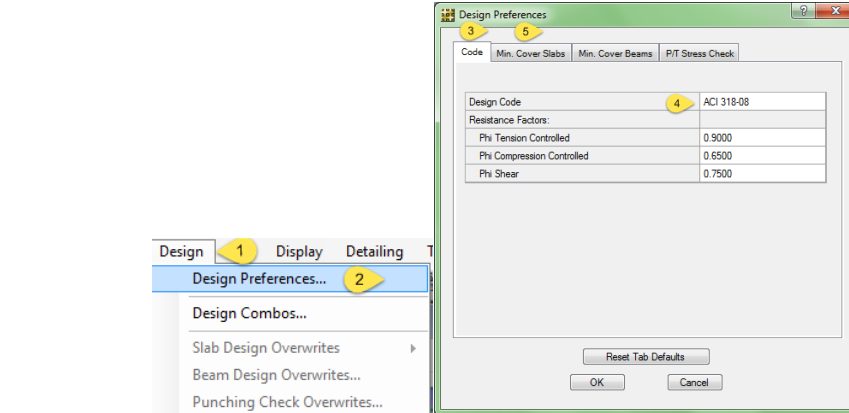 Design Preferences
3 5
Code Min. Cover Slabs Min. Cover Beams P/T Stress Check
Design Code 4 ACI 318-08
Resistance Factors:
Phi Tension Controlled 0.9000
Phi Compression Controlled 0.6500
Phi Shear 0.7500
Reset Tab Defaults
OK Cancel
Design 1 Display Detailing
Design Preferences... 2
Design Combos...
Slab Design Overwrites
Beam Design Overwrites...
Punching Check Overwrites...